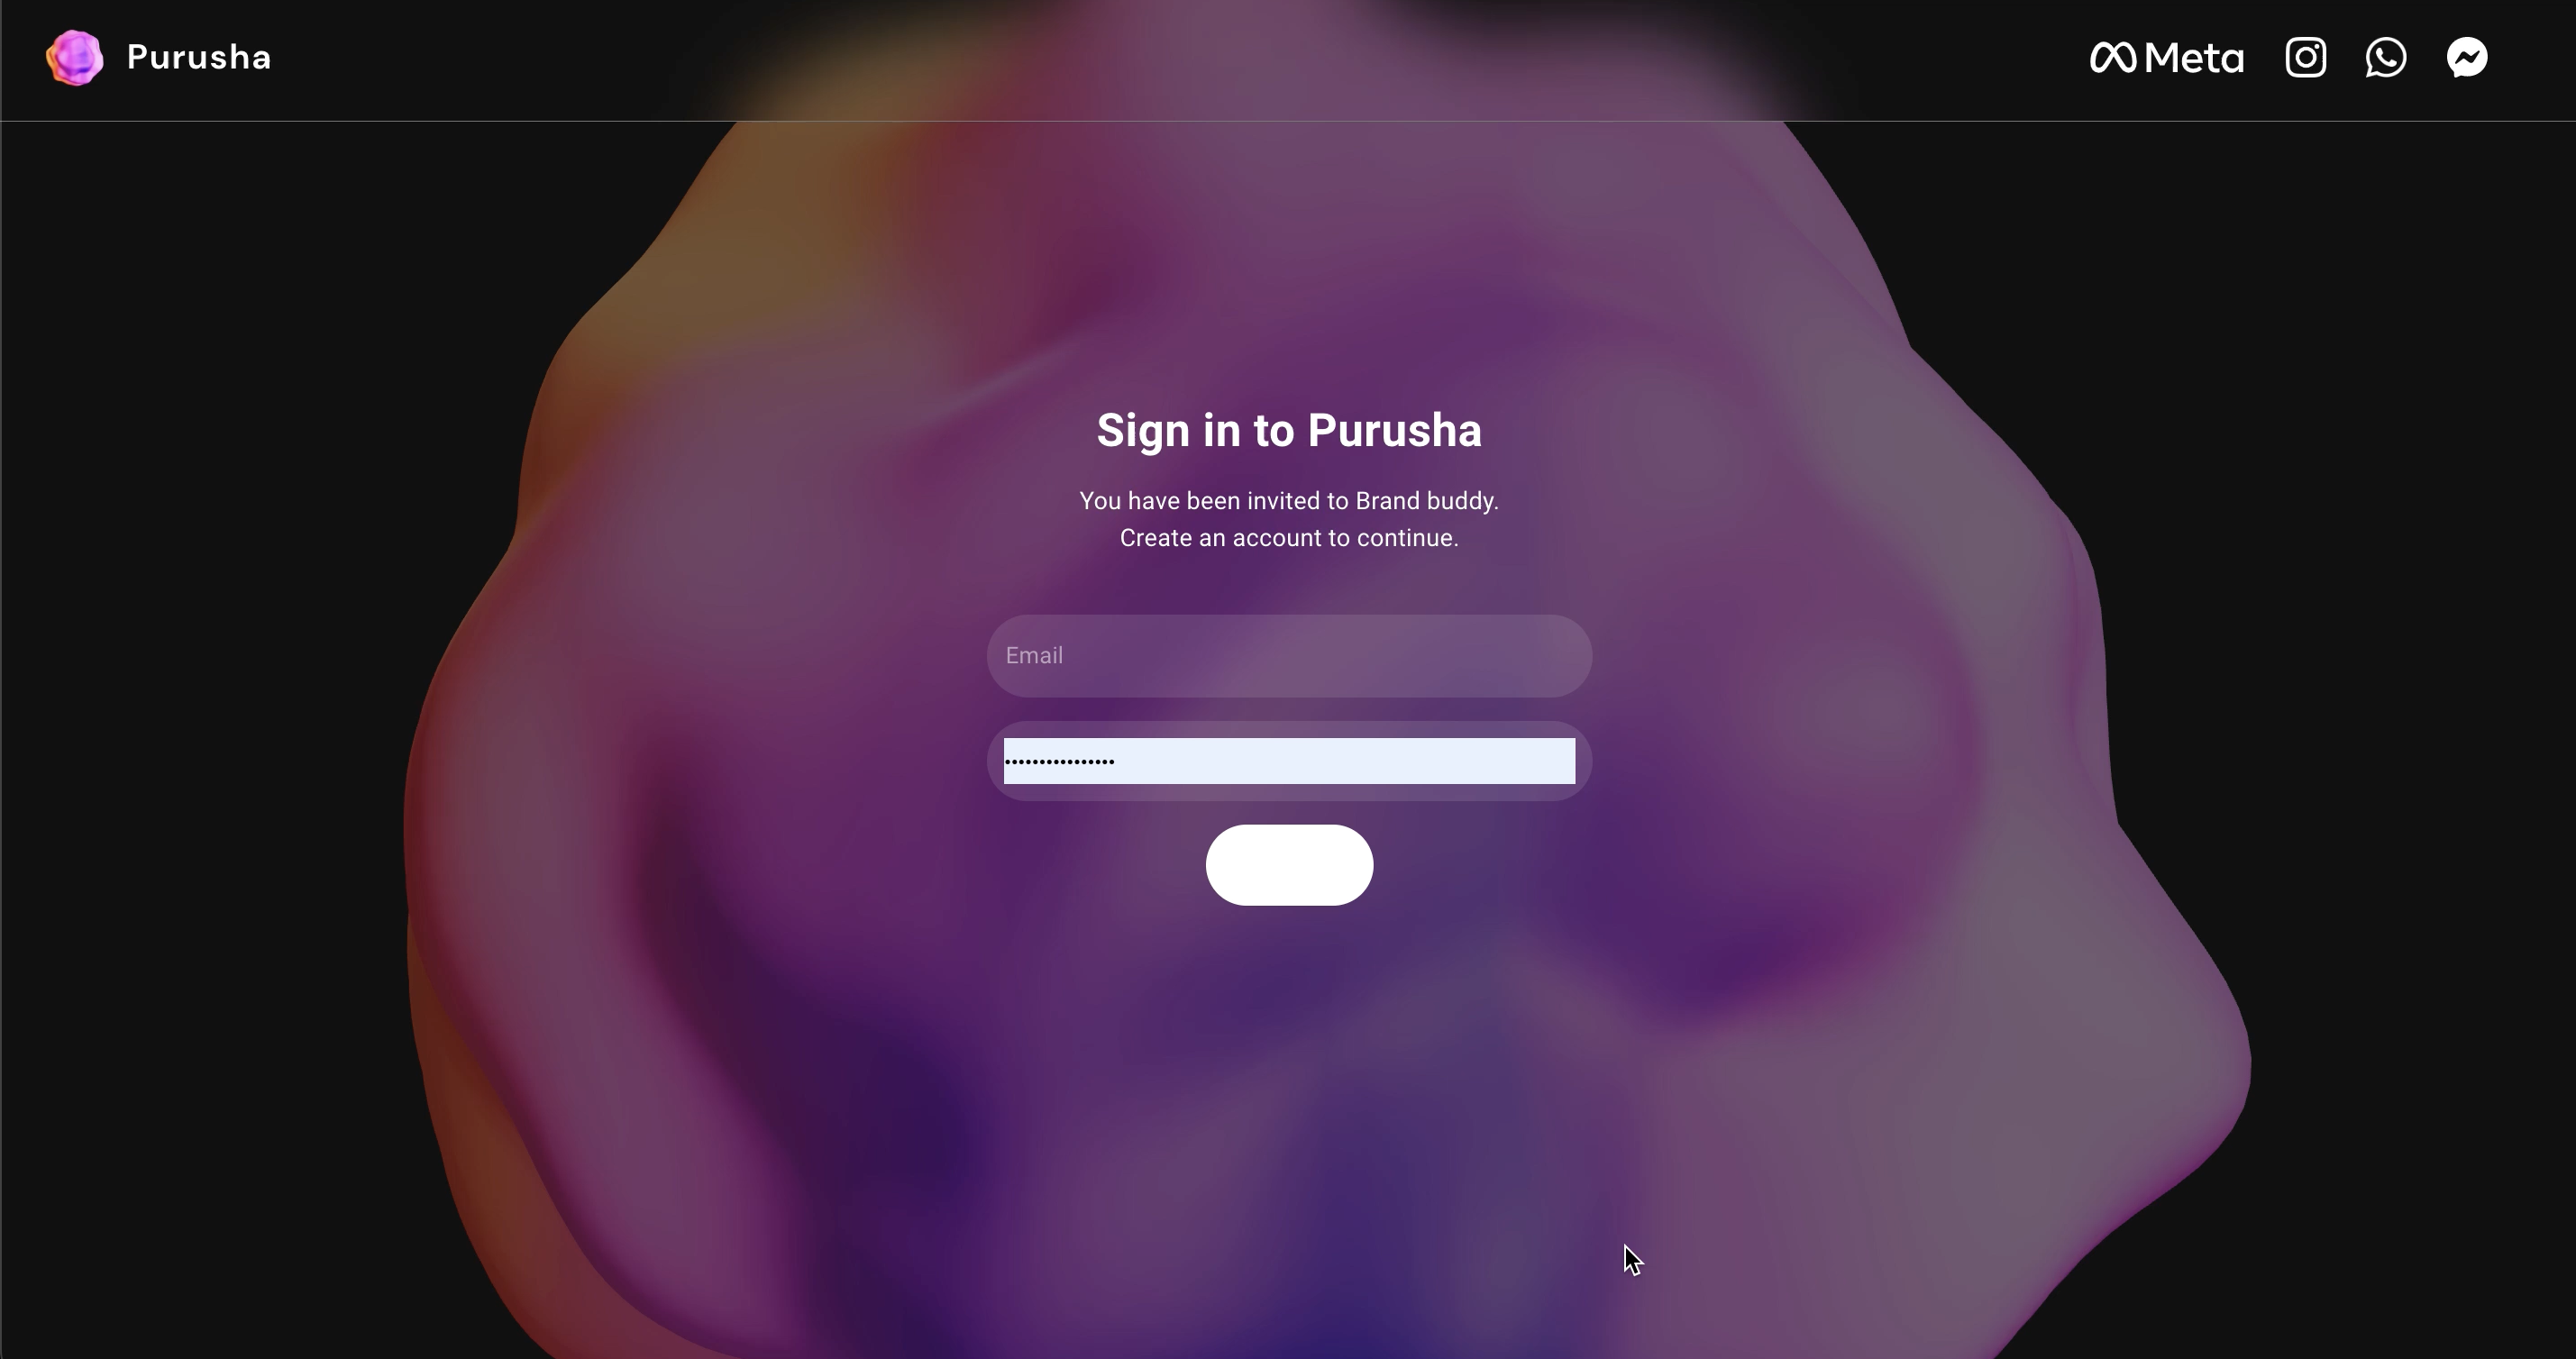 Purusha
Meta
Sign in to Purusha
You have been invited to Brand buddy.
Create an account to continue.
Email
••••••••••••••••